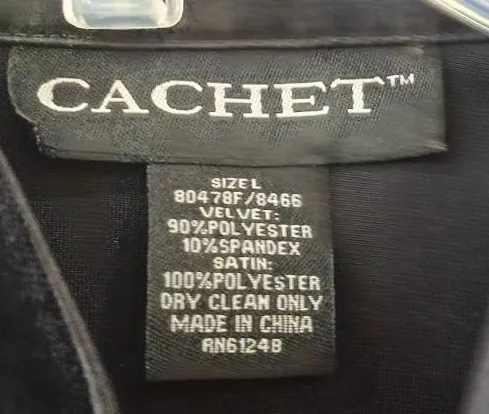 CACHET™
SIZE L
80478F/8466
VELVET:
90%POLYESTER
10%SPANDEX
SATIN:
100%POLYESTER
DRY CLEAN ONLY
MADE IN CHINA
RN61248